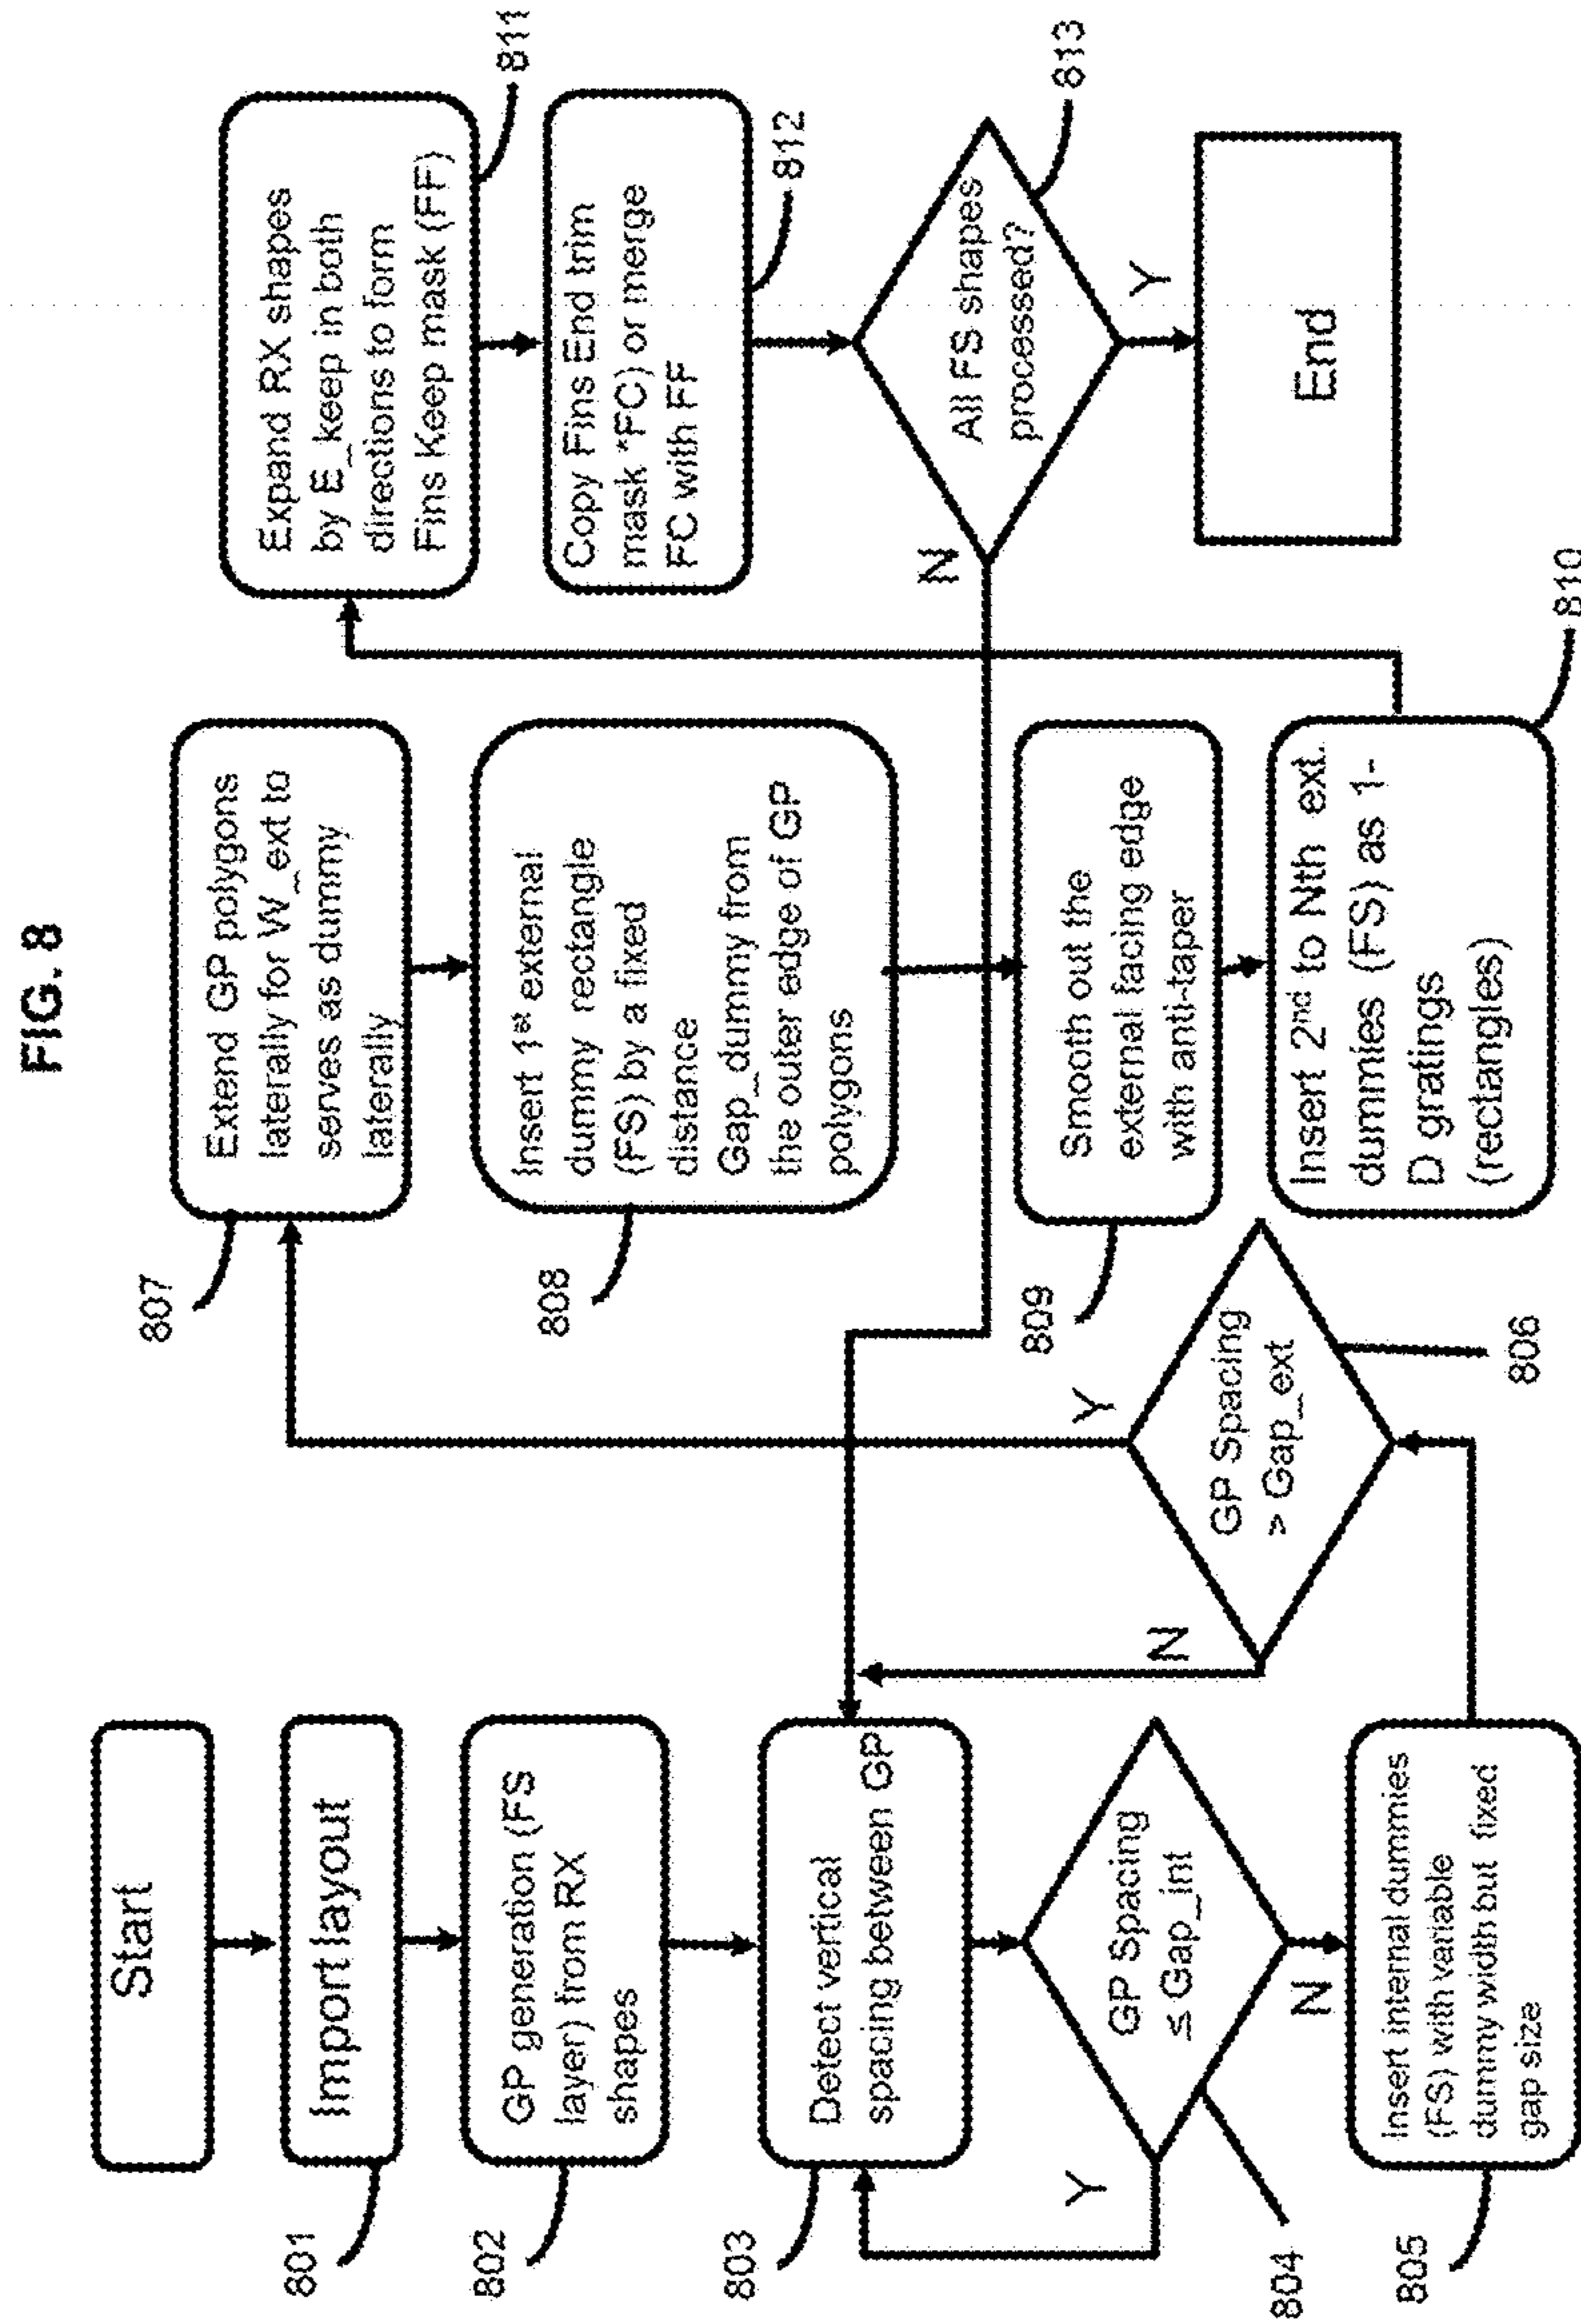 FIG. 8
Start
Import layout
801
GP generation (FS
layer) from RX
shapes
802
Detect vertical
spacing between GP
803
GP Spacing
≤ Gap_int
Y
N
804
Insert internal dummies
(FS) with variable
dummy width but fixed
gap size
805
GP Spacing
> Gap_ext
Y
N
806
Extend GP polygons
laterally for W_ext to
serves as dummy
laterally
807
Insert 1st external
dummy rectangle
(FS) by a fixed
distance
Gap_dummy from
the outer edge of GP
polygons
808
Smooth out the
external facing edge
with anti-taper
809
Insert 2nd to Nth ext.
dummies (FS) as 1-
D gratings
(rectangles)
810
Expand RX shapes
by E_keep in both
directions to form
Fins Keep mask (FF)
811
Copy Fins End trim
mask *FC) or merge
FC with FF
812
All FS shapes
processed?
N
Y
813
End